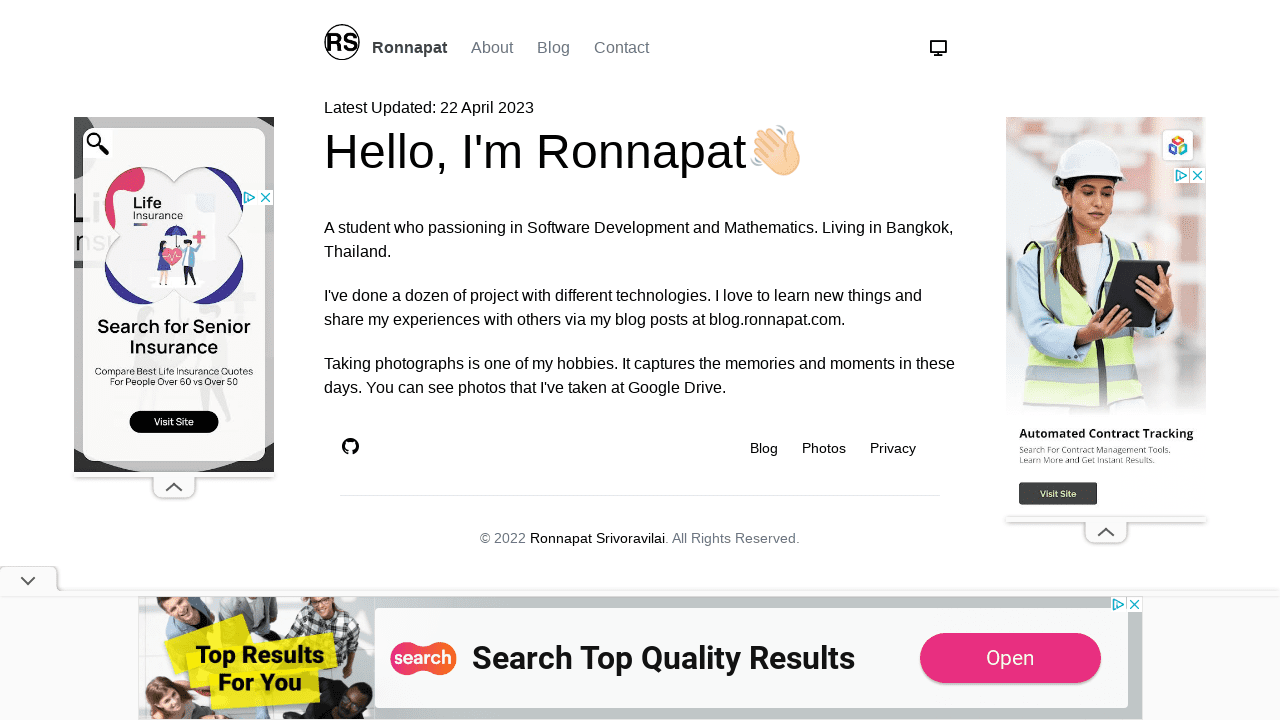 RS
Ronnapat About Blog Contact
Latest Updated: 22 April 2023
Hello, I'm Ronnapat
A student who passioning in Software Development and Mathematics. Living in Bangkok,
Thailand.
I've done a dozen of project with different technologies. I love to learn new things and
share my experiences with others via my blog posts at blog.ronnapat.com.
Taking photographs is one of my hobbies. It captures the memories and moments in these
days. You can see photos that I've taken at Google Drive.
Blog Photos Privacy
© 2022 Ronnapat Srivoravilai. All Rights Reserved.
Life
Insurance
Search for Senior
Insurance
Compare Best Life Insurance Quotes
For People Over 60 vs Over 50
Visit Site
Automated Contract Tracking
Search For Contract Management Tools.
Learn More and Get Instant Results.
Visit Site
Top Results
For You
search
Search Top Quality Results
Open